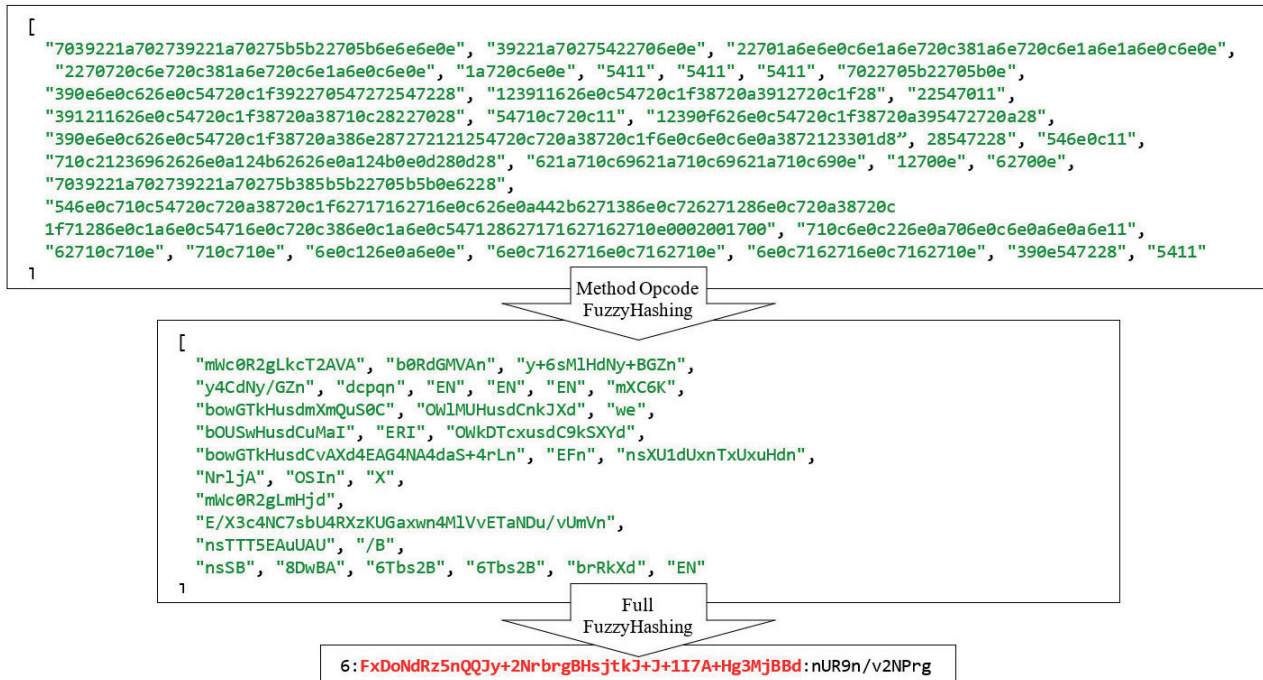 [
"7039221a702739221a70275b5b22705b6e6e6e0e", "39221a70275422706e0e", "22701a6e6e0c6e1a6e720c381a6e720c6e1a6e1a6e0c6e0e",
"2270720c6e720c381a6e720c6e1a6e0c6e0e", "1a720c6e0e", "5411", "5411", "5411", "7022705b22705b0e",
"390e6e0c626e0c54720c1f392270547272547228", "123911626e0c54720c1f38720a3912720c1f28", "22547011",
"391211626e0c54720c1f38720a38710c28227028", "54710c720c11", "12390f626e0c54720c1f38720a395472720a28",
"390e6e0c626e0c54720c1f38720a386e287272121254720c720a38720c1f6e0c6e0c6e0a3872123301d8”, 28547228", "546e0c11",
"710c21236962626e0a124b62626e0a124b0e0d280d28", "621a710c69621a710c69621a710c690e", "12700e", "62700e",
"7039221a702739221a70275b385b5b22705b5b0e6228",
"546e0c710c54720c720a38720c1f62717162716e0c626e0a442b6271386e0c726271286e0c720a38720c
1f71286e0c1a6e0c54716e0c720c386e0c1a6e0c547128627171627162710e0002001700", "710c6e0c226e0a706e0c6e0a6e0a6e11",
"62710c710e", "710c710e", "6e0c126e0a6e0e", "6e0c7162716e0c7162710e", "6e0c7162716e0c7162710e", "390e547228", "5411"
]
Method Opcode
FuzzyHashing
[
"mWc0R2gLkcT2AVA", "b0RdGMVAn", "y+6sMlHdNy+BGZn",
"y4CdNy/GZn", "dcpqn", "EN", "EN", "EN", "mXC6K",
"bowGTkHusdmXmQuS0C", "OWlMUHusdCnkJXd", "we",
"bOUSwHusdCuMaI", "ERI", "OWkDTcxusdC9kSXYd",
"bowGTkHusdCvAXd4EAG4NA4daS+4rLn", "EFn", "nsXU1dUxnTxUxuHdn",
"NrljA", "OSIn", "X",
"mWc0R2gLmHjd",
"E/X3c4NC7sbU4RXzKUGaxwn4MlVvETaNDu/vUmVn",
"nsTTT5EAuUAU", "/B",
"nsSB", "8DwBA", "6Tbs2B", "6Tbs2B", "brRkXd", "EN"
]
Full
FuzzyHashing
6:FxDoNdRz5nQQJy+2NrbrgBHsjtkJ+J+1I7A+Hg3MjBBd:nUR9n/v2NPrg